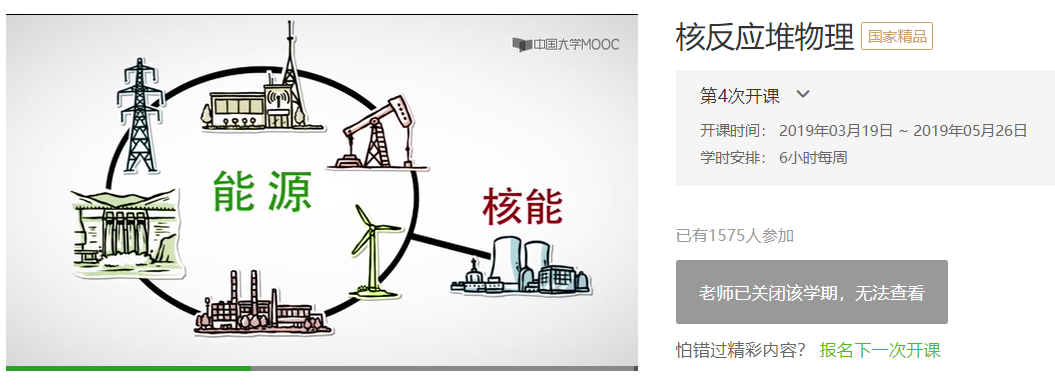 中国大学MOOC
能源
核能
核反应堆物理 国家精品
第4次开课
开课时间： 2019年03月19日 ~ 2019年05月26日
学时安排： 6小时每周
已有1575人参加
老师已关闭该学期，无法查看
怕错过精彩内容？ 报名下一次开课